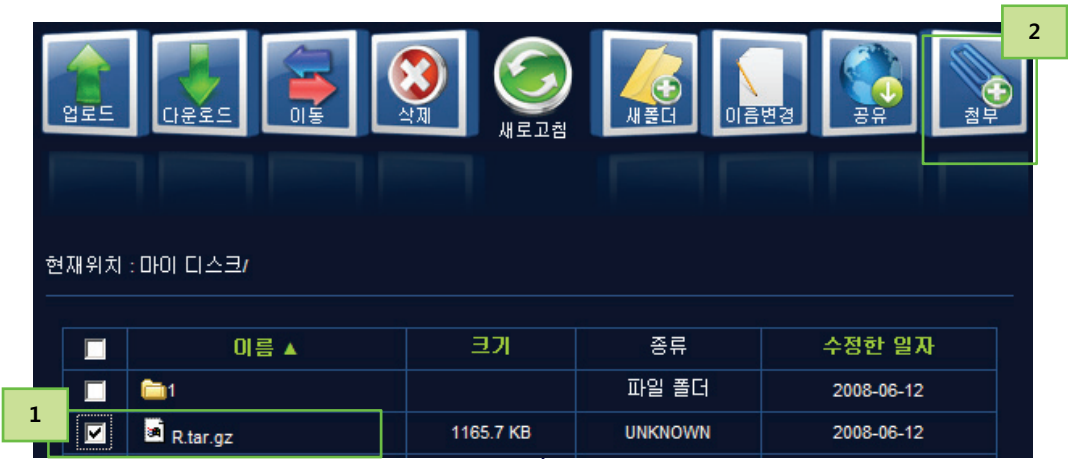 2
업로드 다운로드 이동 삭제 새로고침 새폴더 이름변경 공유 첨부
현재위치 : 마이 디스크/
이름 ▲ 크기 종류 수정한 일자
1 파일 폴더 2008-06-12
1
R.tar.gz 1165.7 KB UNKNOWN 2008-06-12